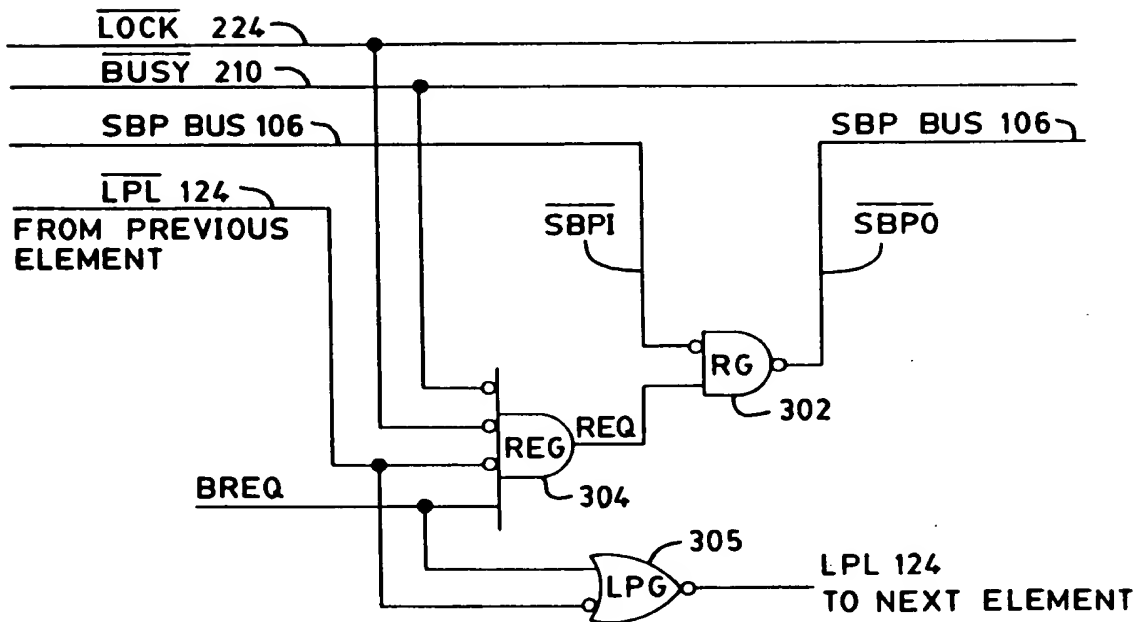 LOCK 224
BUSY 210
SBP BUS 106
SBP BUS 106
LPL 124
FROM PREVIOUS
ELEMENT
SBPI
SBPO
RG
302
REG
REQ
304
BREQ
305
LPG
LPL 124
TO NEXT ELEMENT